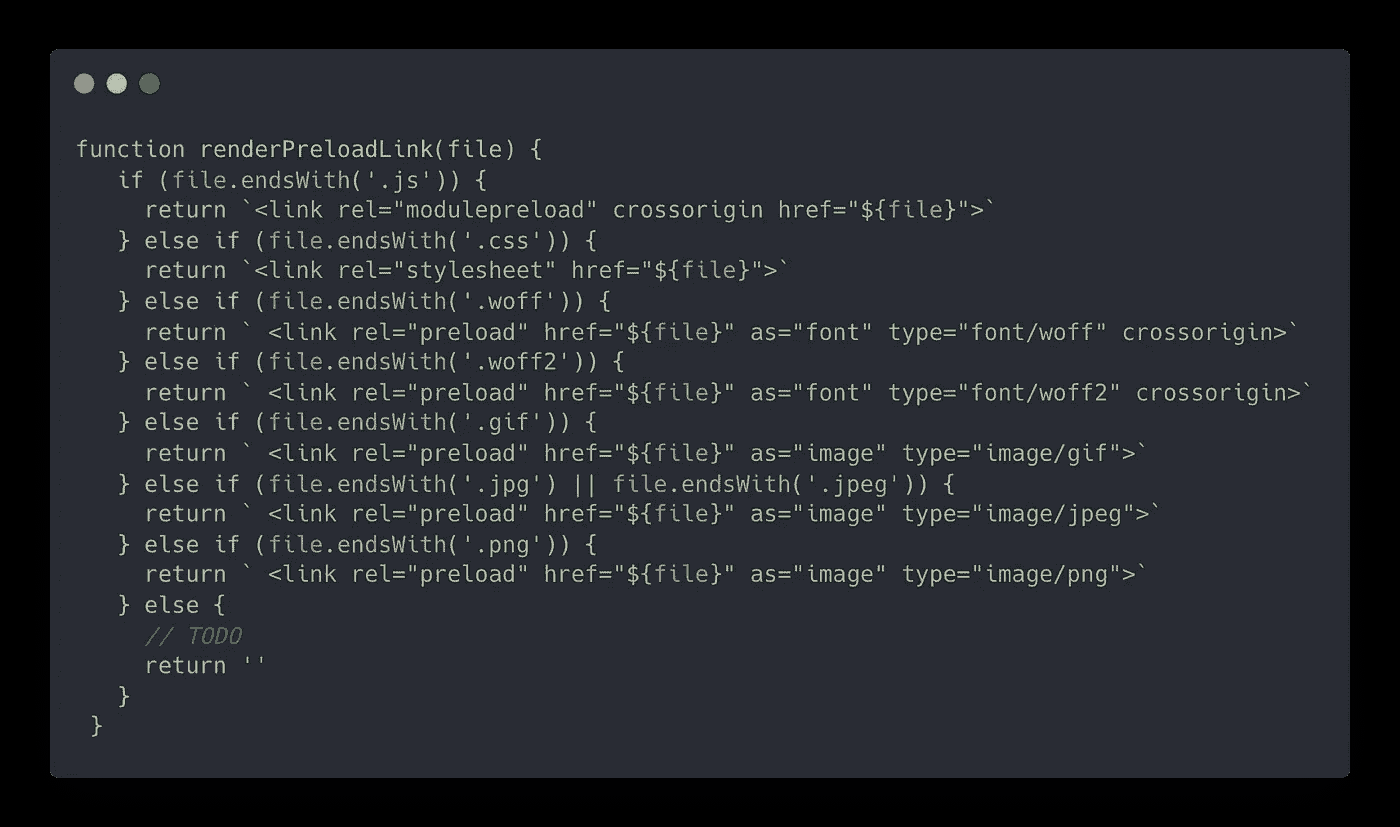 function renderPreloadLink(file) {
   if (file.endsWith('.js')) {
     return `<link rel="modulepreload" crossorigin href="${file}">`
   } else if (file.endsWith('.css')) {
     return `<link rel="stylesheet" href="${file}">`
   } else if (file.endsWith('.woff')) {
     return ` <link rel="preload" href="${file}" as="font" type="font/woff" crossorigin>`
   } else if (file.endsWith('.woff2')) {
     return ` <link rel="preload" href="${file}" as="font" type="font/woff2" crossorigin>`
   } else if (file.endsWith('.gif')) {
     return ` <link rel="preload" href="${file}" as="image" type="image/gif">`
   } else if (file.endsWith('.jpg') || file.endsWith('.jpeg')) {
     return ` <link rel="preload" href="${file}" as="image" type="image/jpeg">`
   } else if (file.endsWith('.png')) {
     return ` <link rel="preload" href="${file}" as="image" type="image/png">`
   } else {
     // TODO
     return ''
   }
 }